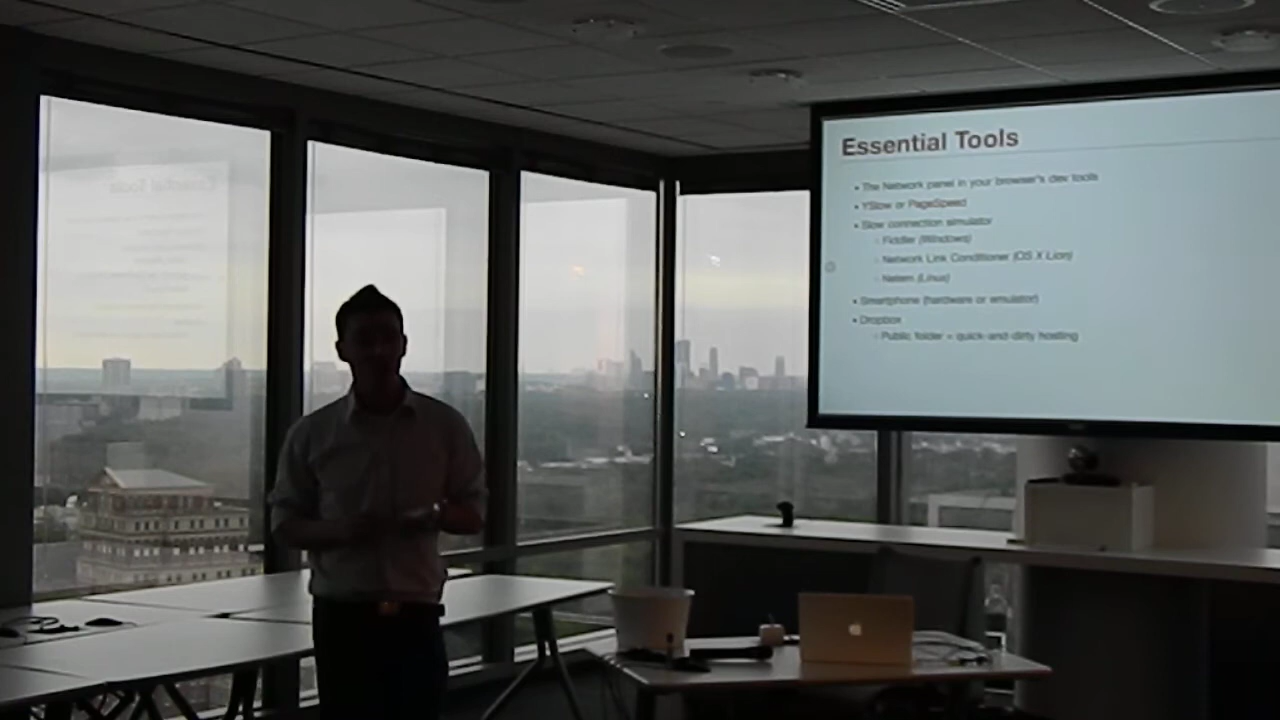 Essential Tools
• The Network panel in your browser's dev tools
• YSlow or PageSpeed
• Slow connection simulator
◦ Fiddler (Windows)
◦ Network Link Conditioner (OS X Lion)
◦ Netem (Linux)
• Smartphone (hardware or emulator)
• Dropbox
◦ Public folder = quick-and-dirty hosting